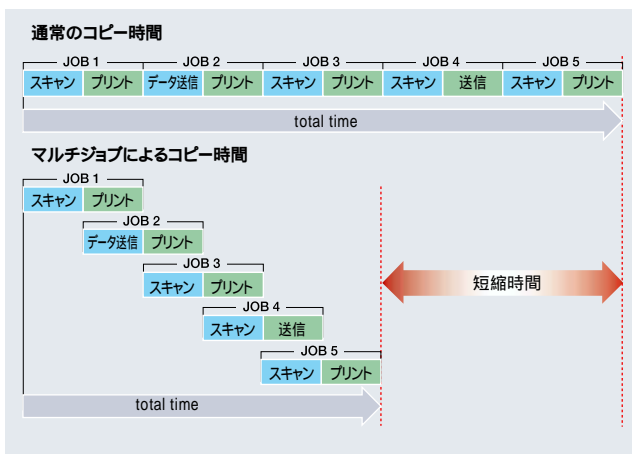 通常のコピー時間
JOB 1 JOB 2 JOB 3 JOB 4 JOB 5
スキャン プリント データ送信 プリント スキャン プリント スキャン 送信 スキャン プリント
total time
マルチジョブによるコピー時間
JOB 1
スキャン プリント
JOB 2
データ送信 プリント
JOB 3
スキャン プリント
短縮時間
JOB 4
スキャン 送信
JOB 5
スキャン プリント
total time